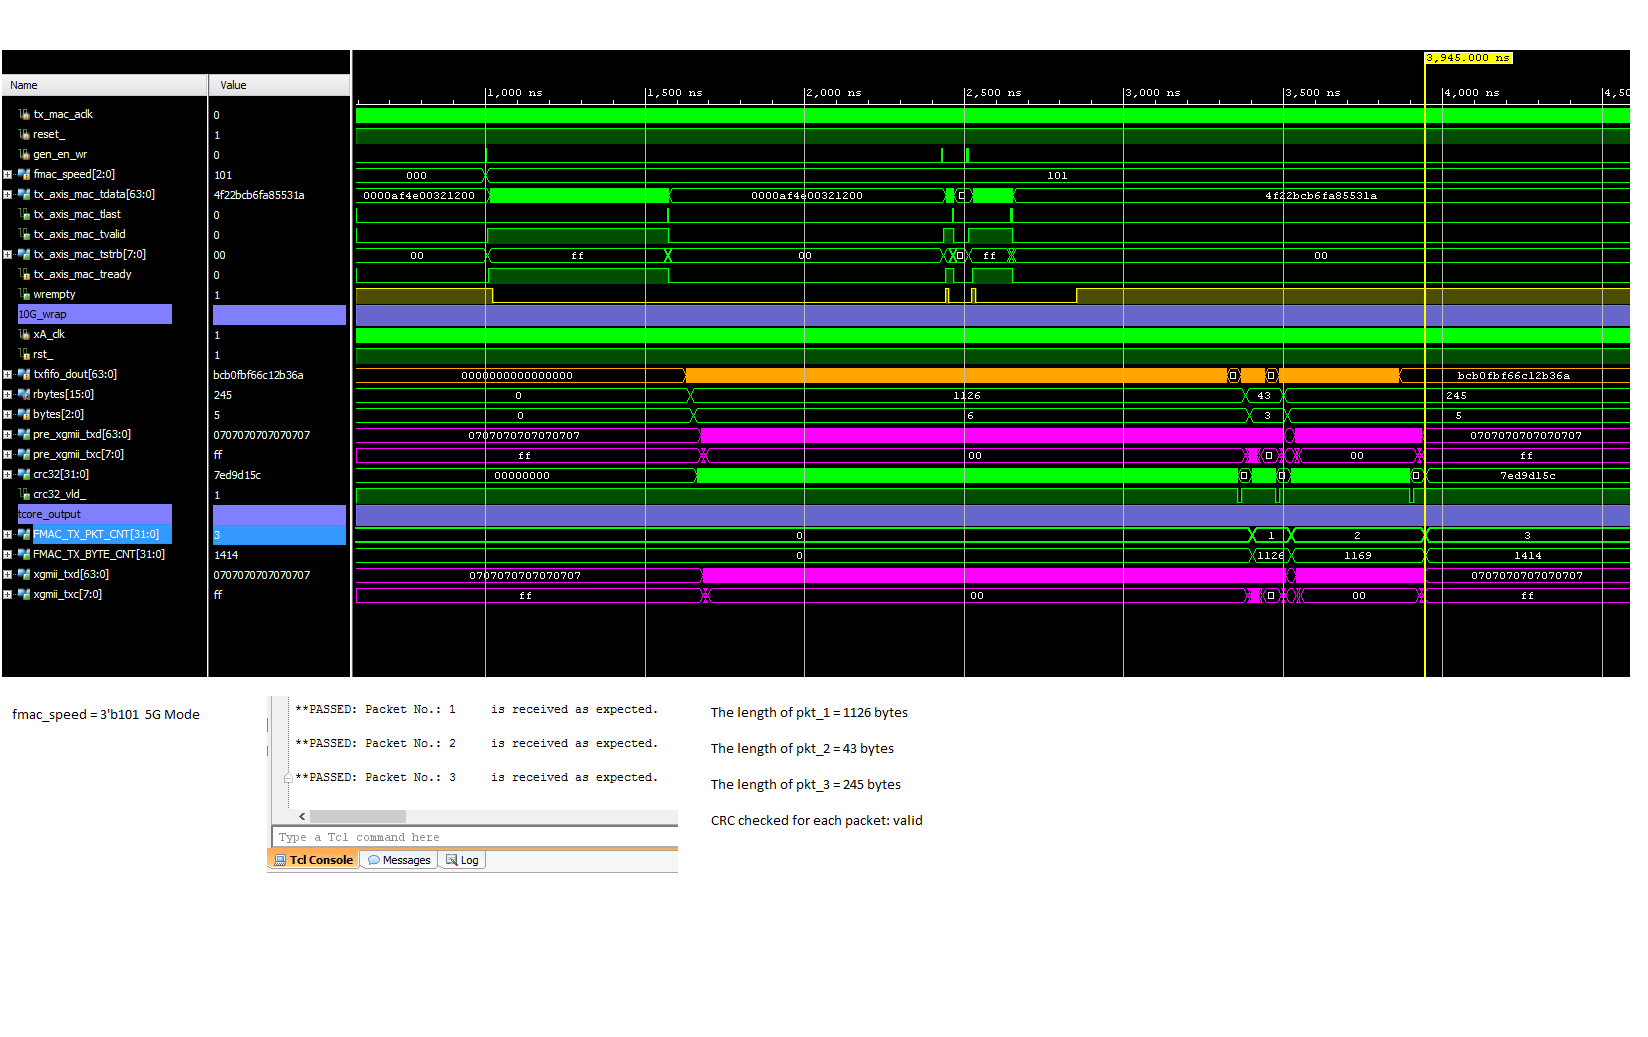 3,945.000 ns
Name Value
1,000 ns 1,500 ns 2,000 ns 2,500 ns 3,000 ns 3,500 ns 4,000 ns 4,5
tx_mac_aclk 0
reset_ 1
gen_en_wr 0
fmac_speed[2:0] 101 000 101
tx_axis_mac_tdata[63:0] 4f22bcb6fa85531a 0000af4e00321200 0000af4e00321200 4f22bcb6fa85531a
tx_axis_mac_tlast 0
tx_axis_mac_tvalid 0
tx_axis_mac_tstrb[7:0] 00 00 ff 00 ff 00
tx_axis_mac_tready 0
wrempty 1
10G_wrap
xA_clk 1
rst_ 1
txfifo_dout[63:0] bcb0fbf66c12b36a 0000000000000000 bcb0fbf66c12b36a
rbytes[15:0] 245 0 1126 43 245
bytes[2:0] 5 0 6 3 5
pre_xgmii_txd[63:0] 0707070707070707 0707070707070707 0707070707070707
pre_xgmii_txc[7:0] ff ff 00 00 ff
crc32[31:0] 7ed9d15c 00000000 7ed9d15c
crc32_vld_ 1
tcore_output
FMAC_TX_PKT_CNT[31:0] 3 0 1 2 3
FMAC_TX_BYTE_CNT[31:0] 1414 0 1126 1169 1414
xgmii_txd[63:0] 0707070707070707 0707070707070707 0707070707070707
xgmii_txc[7:0] ff ff 00 00 ff
fmac_speed = 3'b101 5G Mode
**PASSED: Packet No.: 1 is received as expected.
**PASSED: Packet No.: 2 is received as expected.
**PASSED: Packet No.: 3 is received as expected.
Type a Tcl command here
Tcl Console Messages Log
The length of pkt_1 = 1126 bytes
The length of pkt_2 = 43 bytes
The length of pkt_3 = 245 bytes
CRC checked for each packet: valid